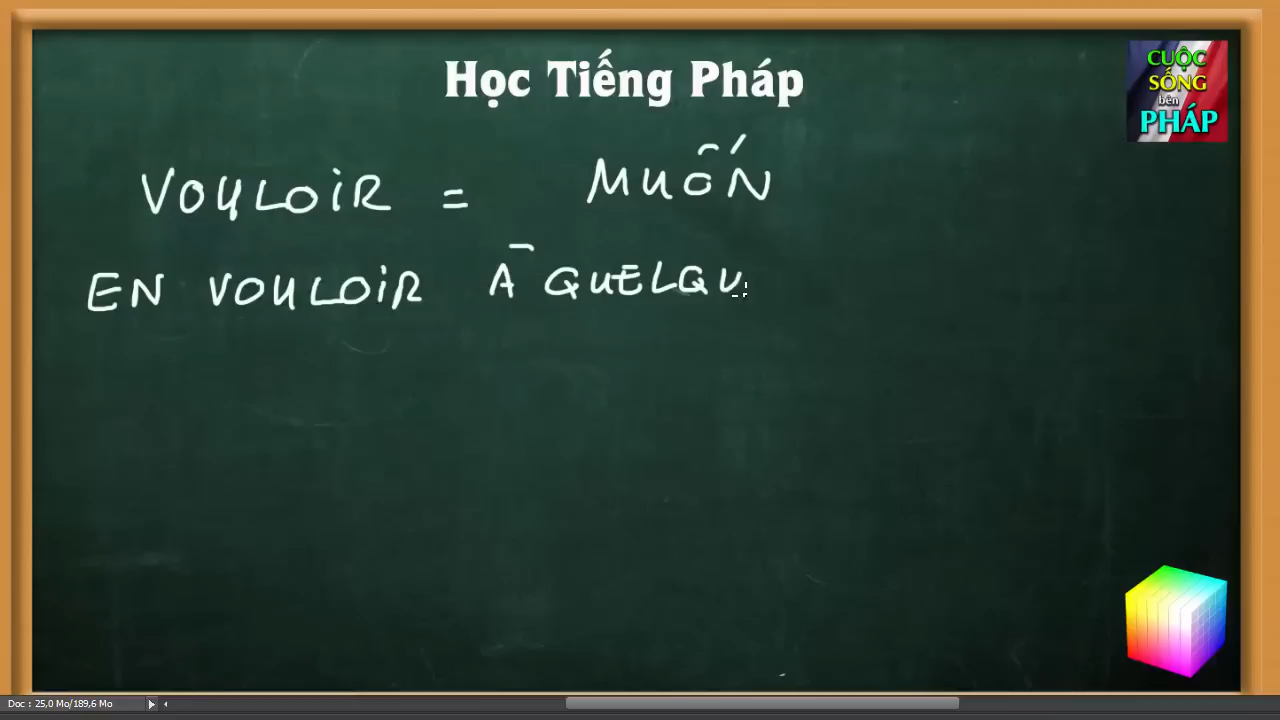 Học Tiếng Pháp
CUỘC
SỐNG
bên
PHÁP
VOULOIR = MUỐN
EN VOULOIR À QUELQU
Doc : 25,0 Mo/189,6 Mo